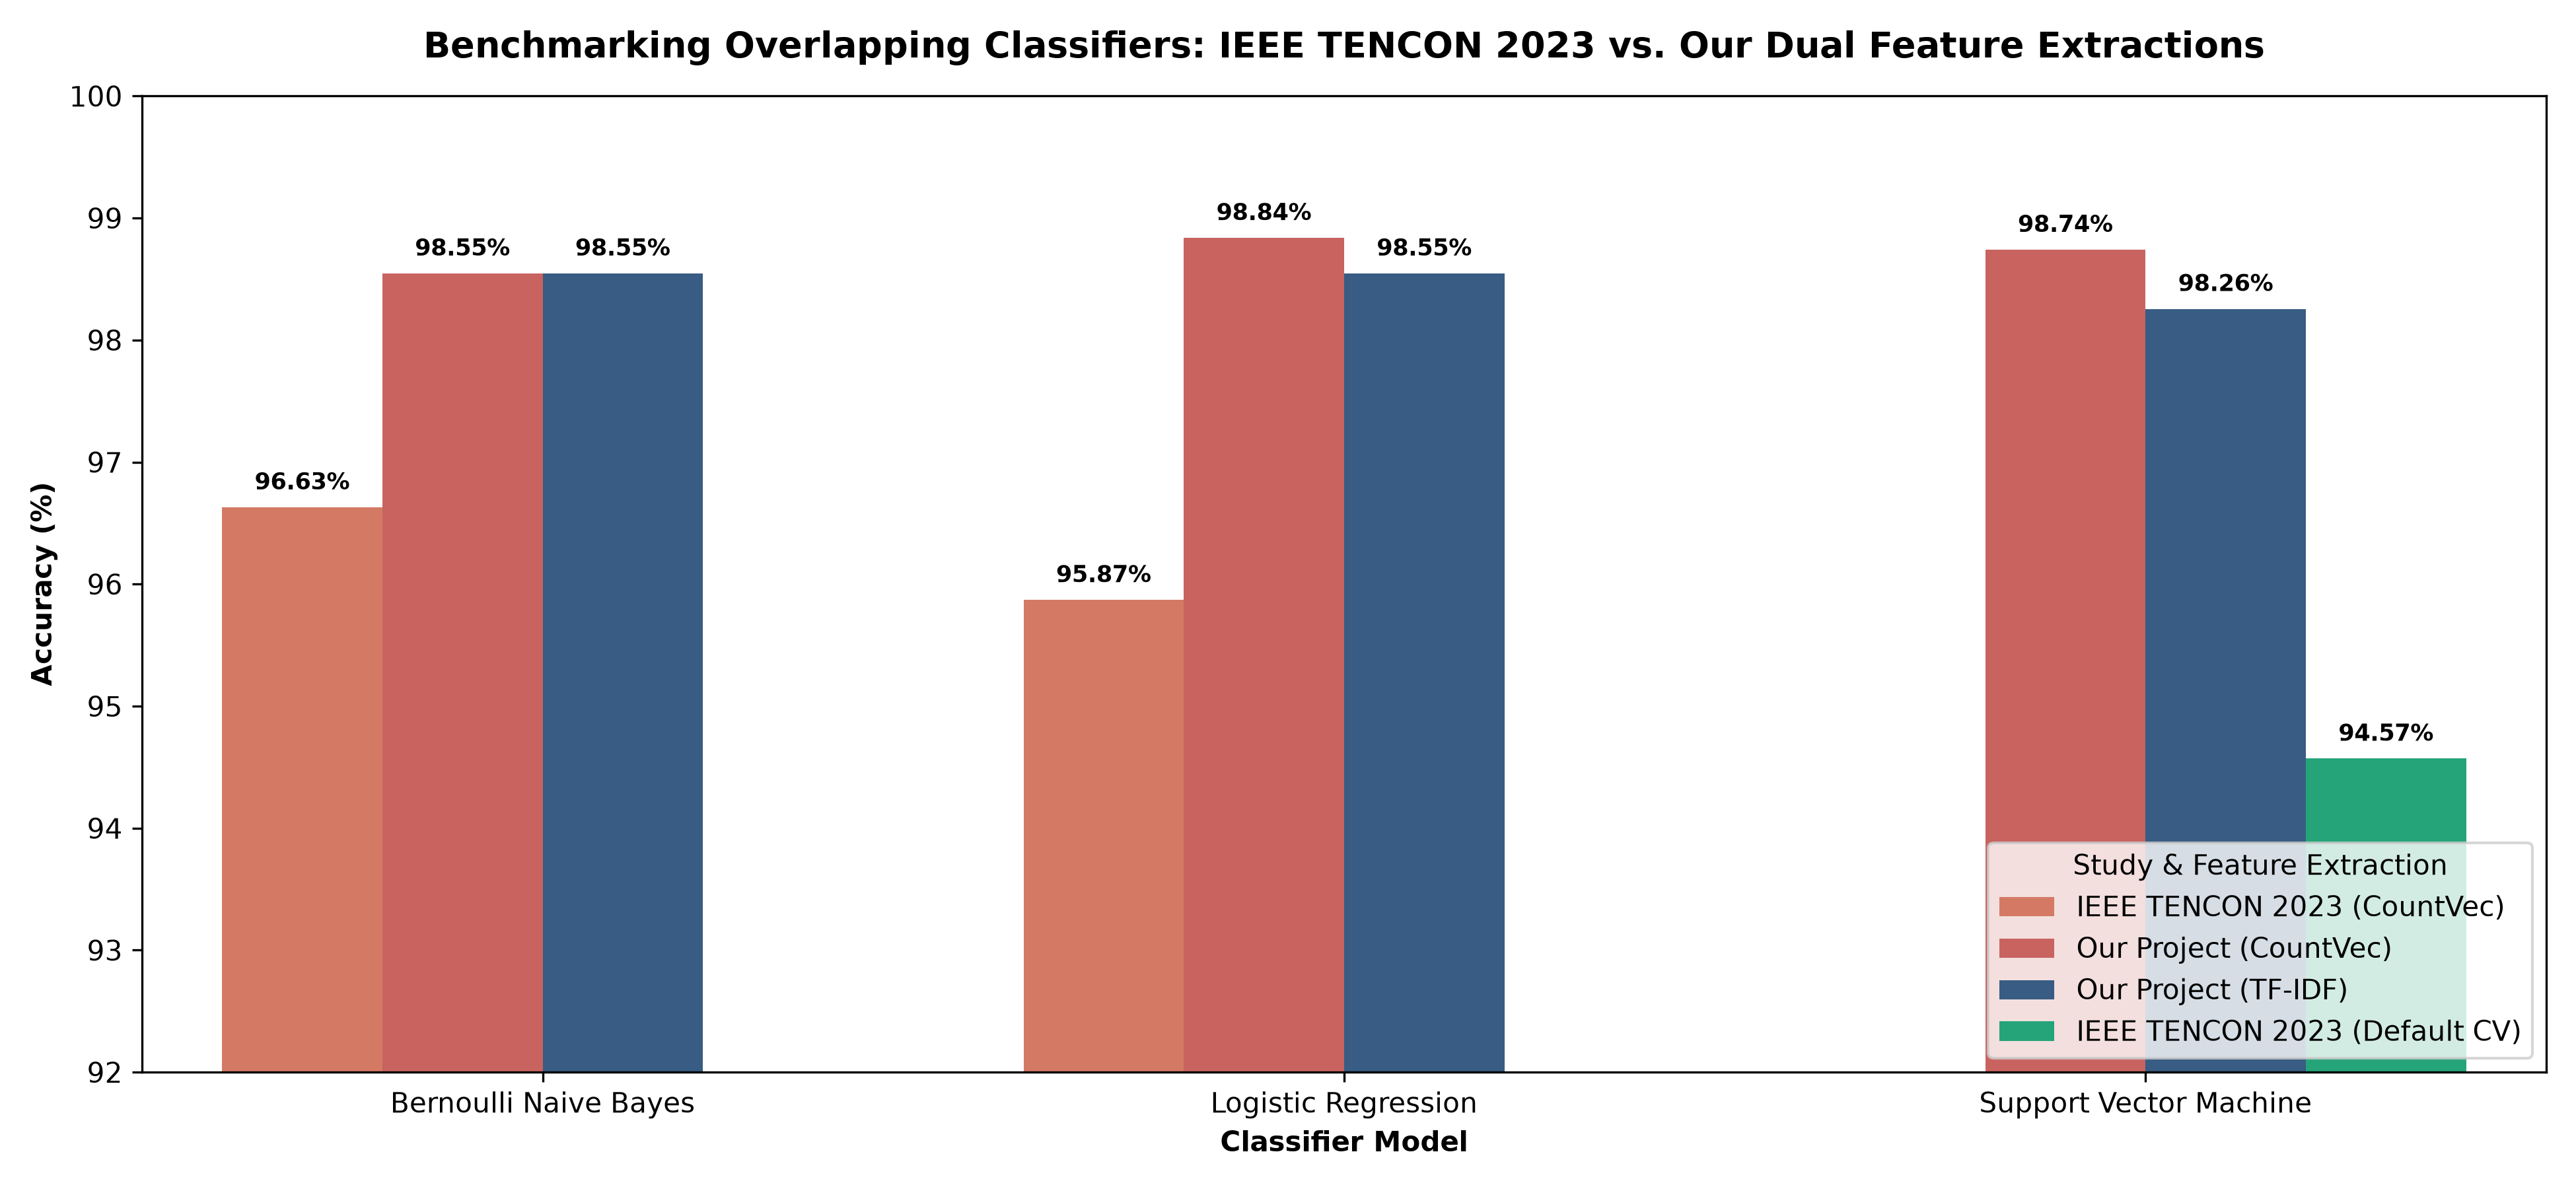 Benchmarking Overlapping Classifiers: IEEE TENCON 2023 vs. Our Dual Feature Extractions
Accuracy (%)
100
99
98
97
96
95
94
93
92
96.63%
98.55%
98.55%
95.87%
98.84%
98.55%
98.74%
98.26%
94.57%
Study & Feature Extraction
IEEE TENCON 2023 (CountVec)
Our Project (CountVec)
Our Project (TF-IDF)
IEEE TENCON 2023 (Default CV)
Bernoulli Naive Bayes
Logistic Regression
Support Vector Machine
Classifier Model